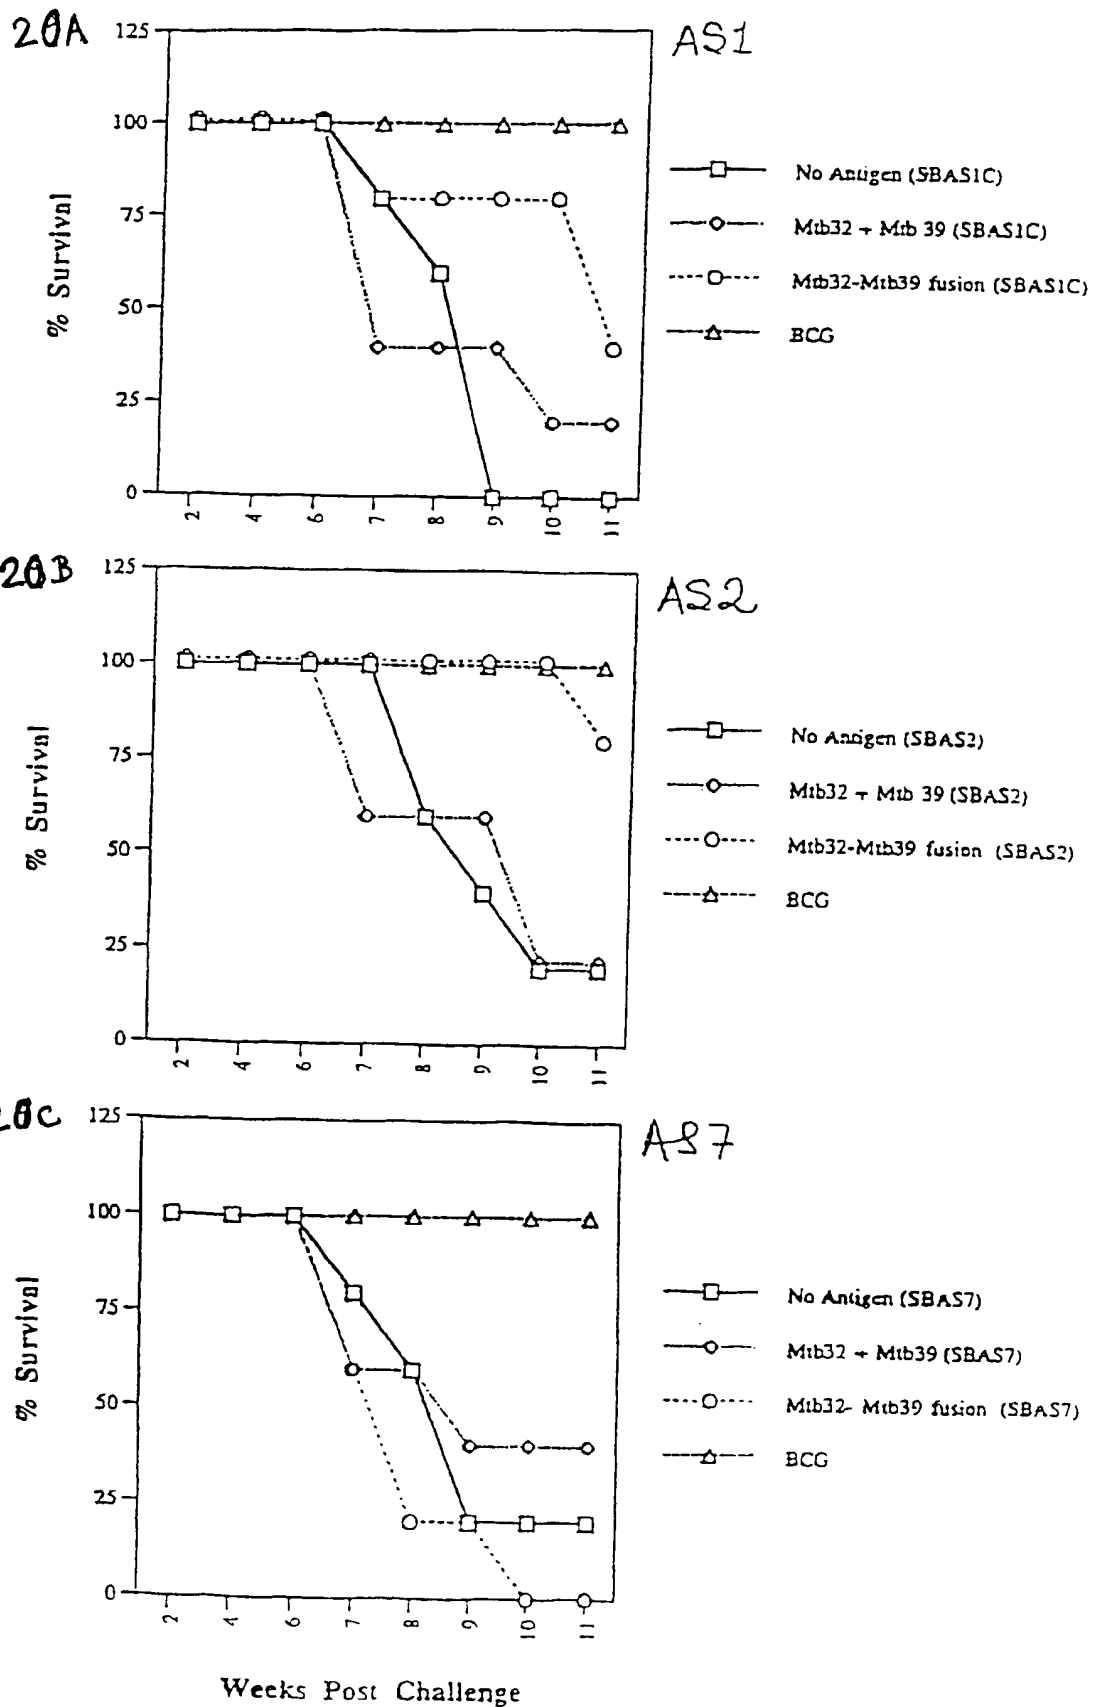 20A
AS1
125
100
75
50
25
0
% Survival
2 4 6 7 8 9 10 11
No Antigen (SBAS1C)
Mtb32 + Mtb 39 (SBAS1C)
Mtb32-Mtb39 fusion (SBAS1C)
BCG
20B
AS2
125
100
75
50
25
0
% Survival
2 4 6 7 8 9 10 11
No Antigen (SBAS2)
Mtb32 + Mtb 39 (SBAS2)
Mtb32-Mtb39 fusion (SBAS2)
BCG
20C
AS7
125
100
75
50
25
0
% Survival
2 4 6 7 8 9 10 11
No Antigen (SBAS7)
Mtb32 + Mtb39 (SBAS7)
Mtb32- Mtb39 fusion (SBAS7)
BCG
Weeks Post Challenge